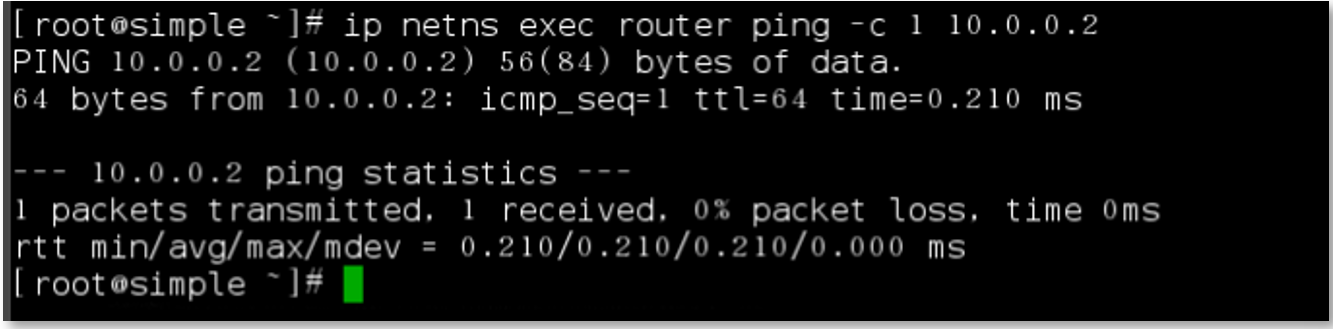 [root@simple ~]# ip netns exec router ping -c 1 10.0.0.2
PING 10.0.0.2 (10.0.0.2) 56(84) bytes of data.
64 bytes from 10.0.0.2: icmp_seq=1 ttl=64 time=0.210 ms
--- 10.0.0.2 ping statistics ---
1 packets transmitted, 1 received, 0% packet loss, time 0ms
rtt min/avg/max/mdev = 0.210/0.210/0.210/0.000 ms
[root@simple ~]#